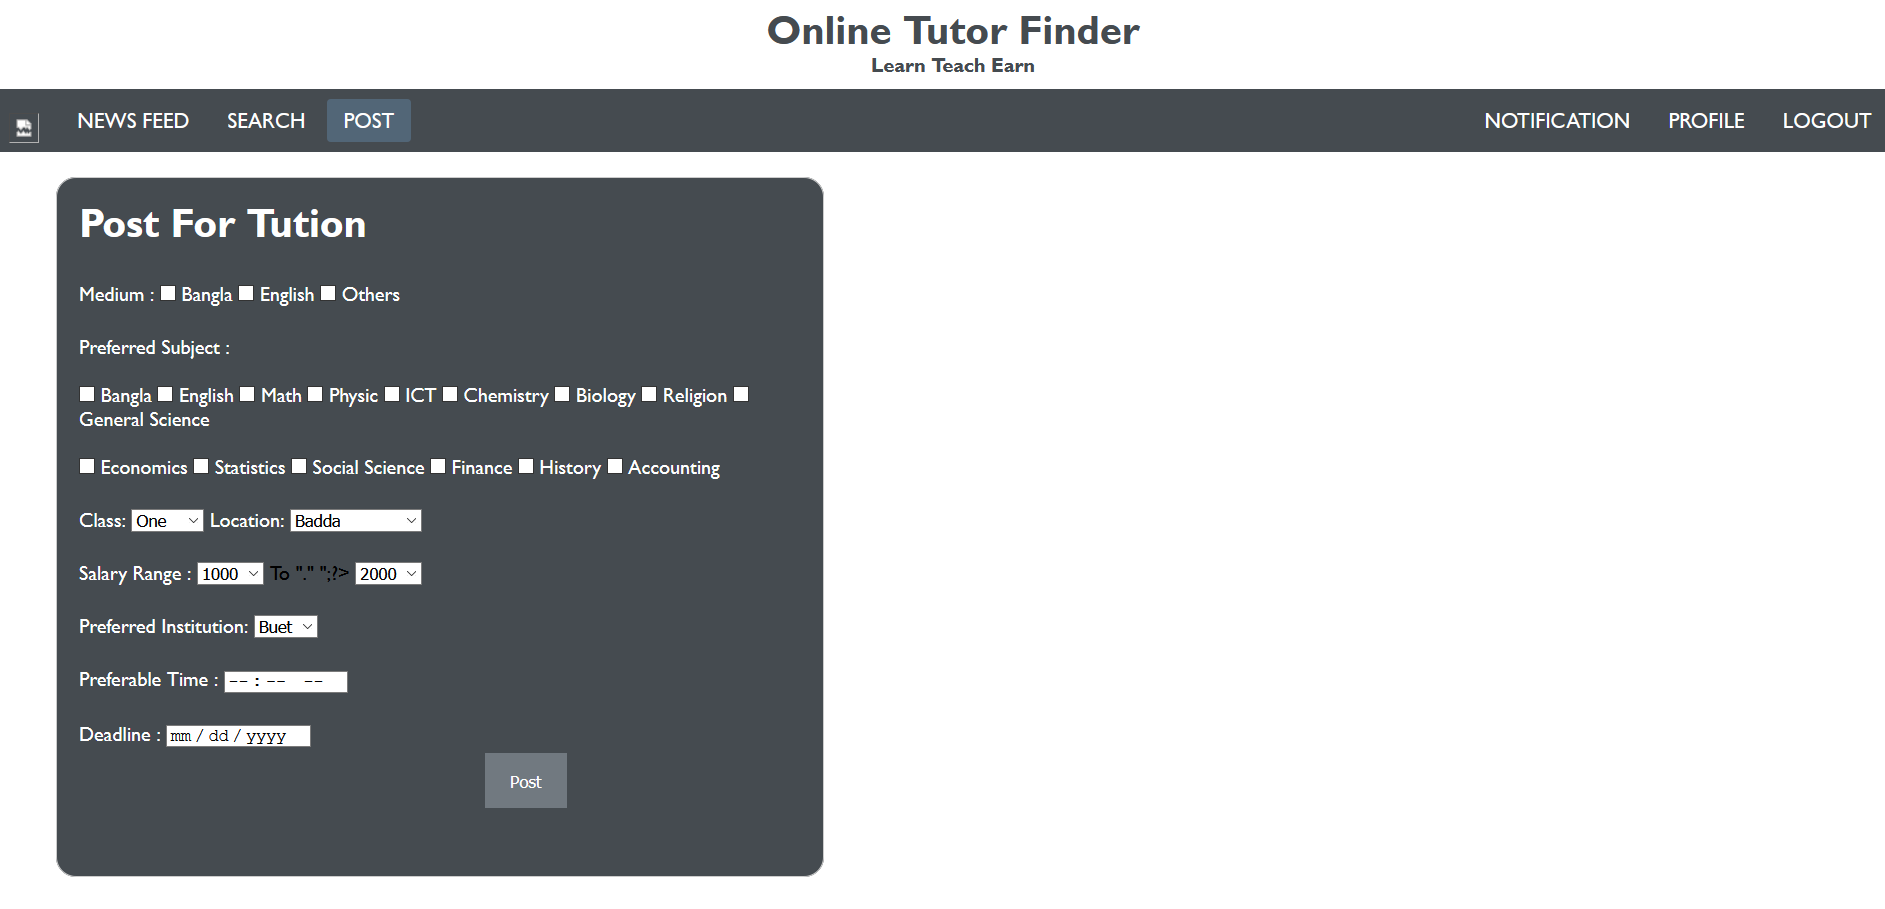 Online Tutor Finder
Learn Teach Earn
NEWS FEED SEARCH POST NOTIFICATION PROFILE LOGOUT
Post For Tution
Medium : Bangla English Others
Preferred Subject :
Bangla English Math Physic ICT Chemistry Biology Religion
General Science
Economics Statistics Social Science Finance History Accounting
Class: One Location: Badda
Salary Range : 1000 To "." ";?> 2000
Preferred Institution: Buet
Preferable Time : -- : -- --
Deadline : mm / dd / yyyy
Post